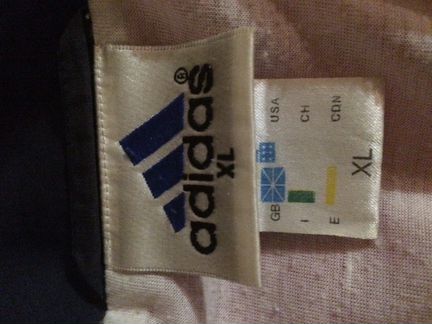 adidas®
XL
GB USA
I CH
E CDN
XL